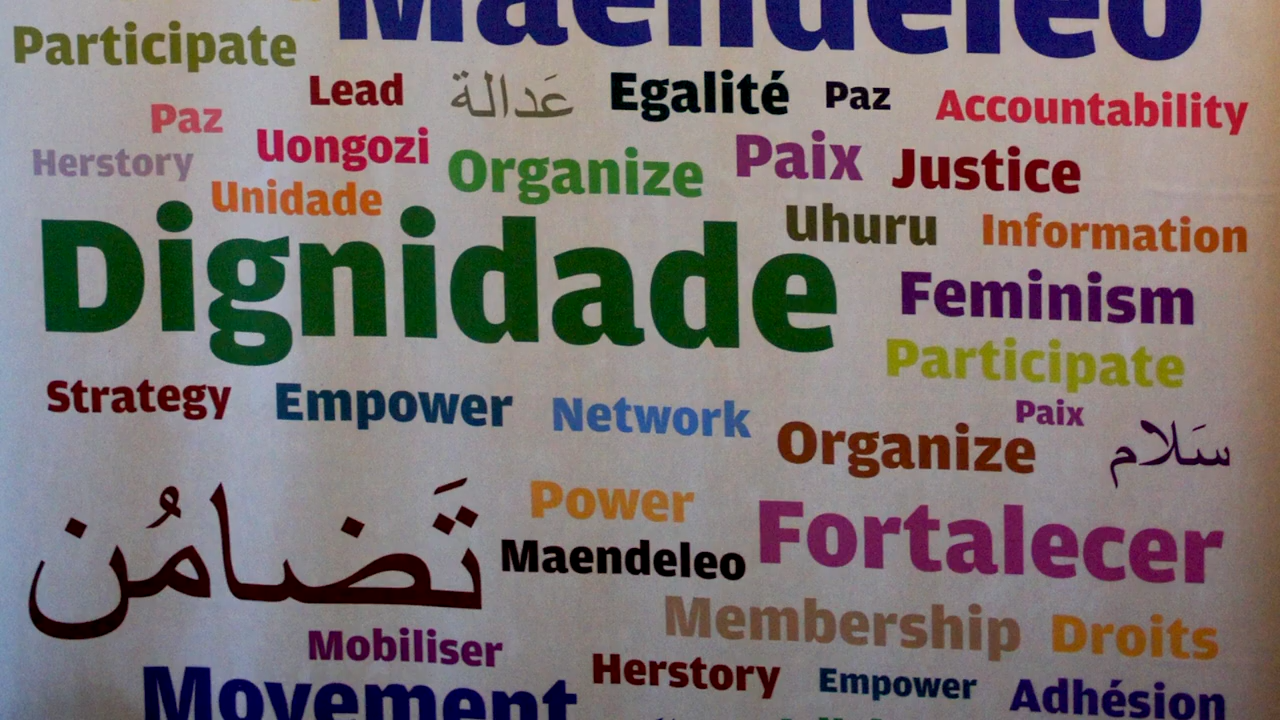 Maendeleo
Participate
Lead عَدالة Egalité Paz Accountability
Paz Uongozi Organize Paix Justice
Herstory Unidade Uhuru Information
Dignidade Feminism
Participate
Strategy Empower Network Organize Paix سَلام
تَضامُن Power Fortalecer
Maendeleo
Membership Droits
Mobiliser Herstory Empower Adhésion
Movement